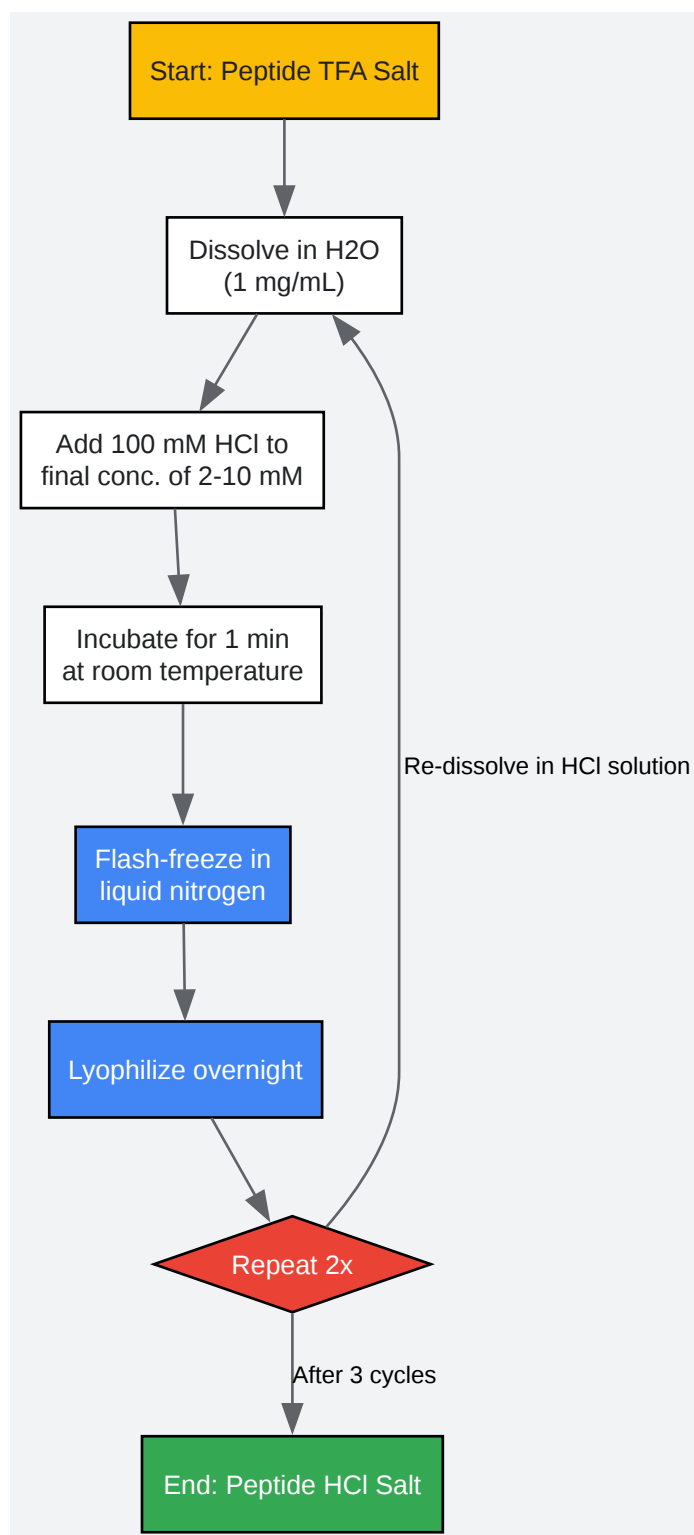 Start: Peptide TFA Salt
Dissolve in H2O
(1 mg/mL)
Add 100 mM HCl to
final conc. of 2-10 mM
Incubate for 1 min
at room temperature
Re-dissolve in HCl solution
Flash-freeze in
liquid nitrogen
Lyophilize overnight
Repeat 2x
After 3 cycles
End: Peptide HCl Salt